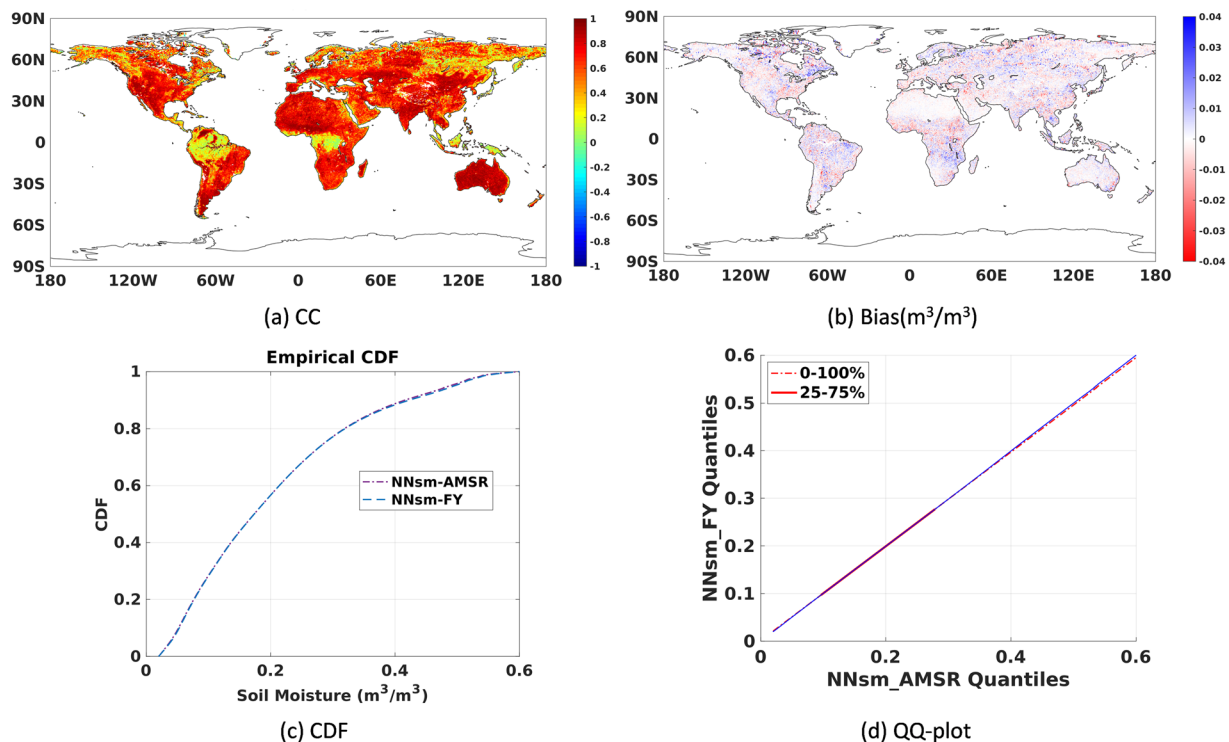 90N
60N
30N
0
30S
60S
90S
180 120W 60W 0 60E 120E 180
1
0.8
0.6
0.4
0.2
0
-0.2
-0.4
-0.6
-0.8
-1
(a) CC
90N
60N
30N
0
30S
60S
90S
180 120W 60W 0 60E 120E 180
0.04
0.03
0.02
0.01
0
-0.01
-0.02
-0.03
-0.04
(b) Bias(m³/m³)
Empirical CDF
1
0.8
0.6
0.4
0.2
0
CDF
NNsm-AMSR
NNsm-FY
0 0.2 0.4 0.6
Soil Moisture (m³/m³)
(c) CDF
0.6
0.5
0.4
0.3
0.2
0.1
0
NNsm_FY Quantiles
0-100%
25-75%
0 0.2 0.4 0.6
NNsm_AMSR Quantiles
(d) QQ-plot